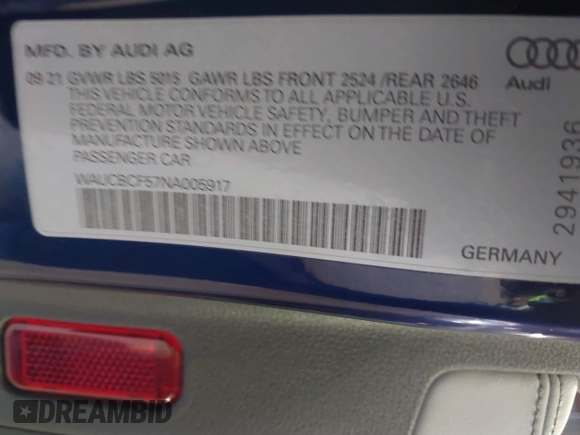 MFD. BY AUDI AG
09 21 GVWR LBS 5015 GAWR LBS FRONT 2524 /REAR 2646
THIS VEHICLE CONFORMS TO ALL APPLICABLE U.S.
FEDERAL MOTOR VEHICLE SAFETY, BUMPER AND THEFT
PREVENTION STANDARDS IN EFFECT ON THE DATE OF
MANUFACTURE SHOWN ABOVE
PASSENGER CAR
WAUCBCF57NA005917
2941936
GERMANY
DREAMBID